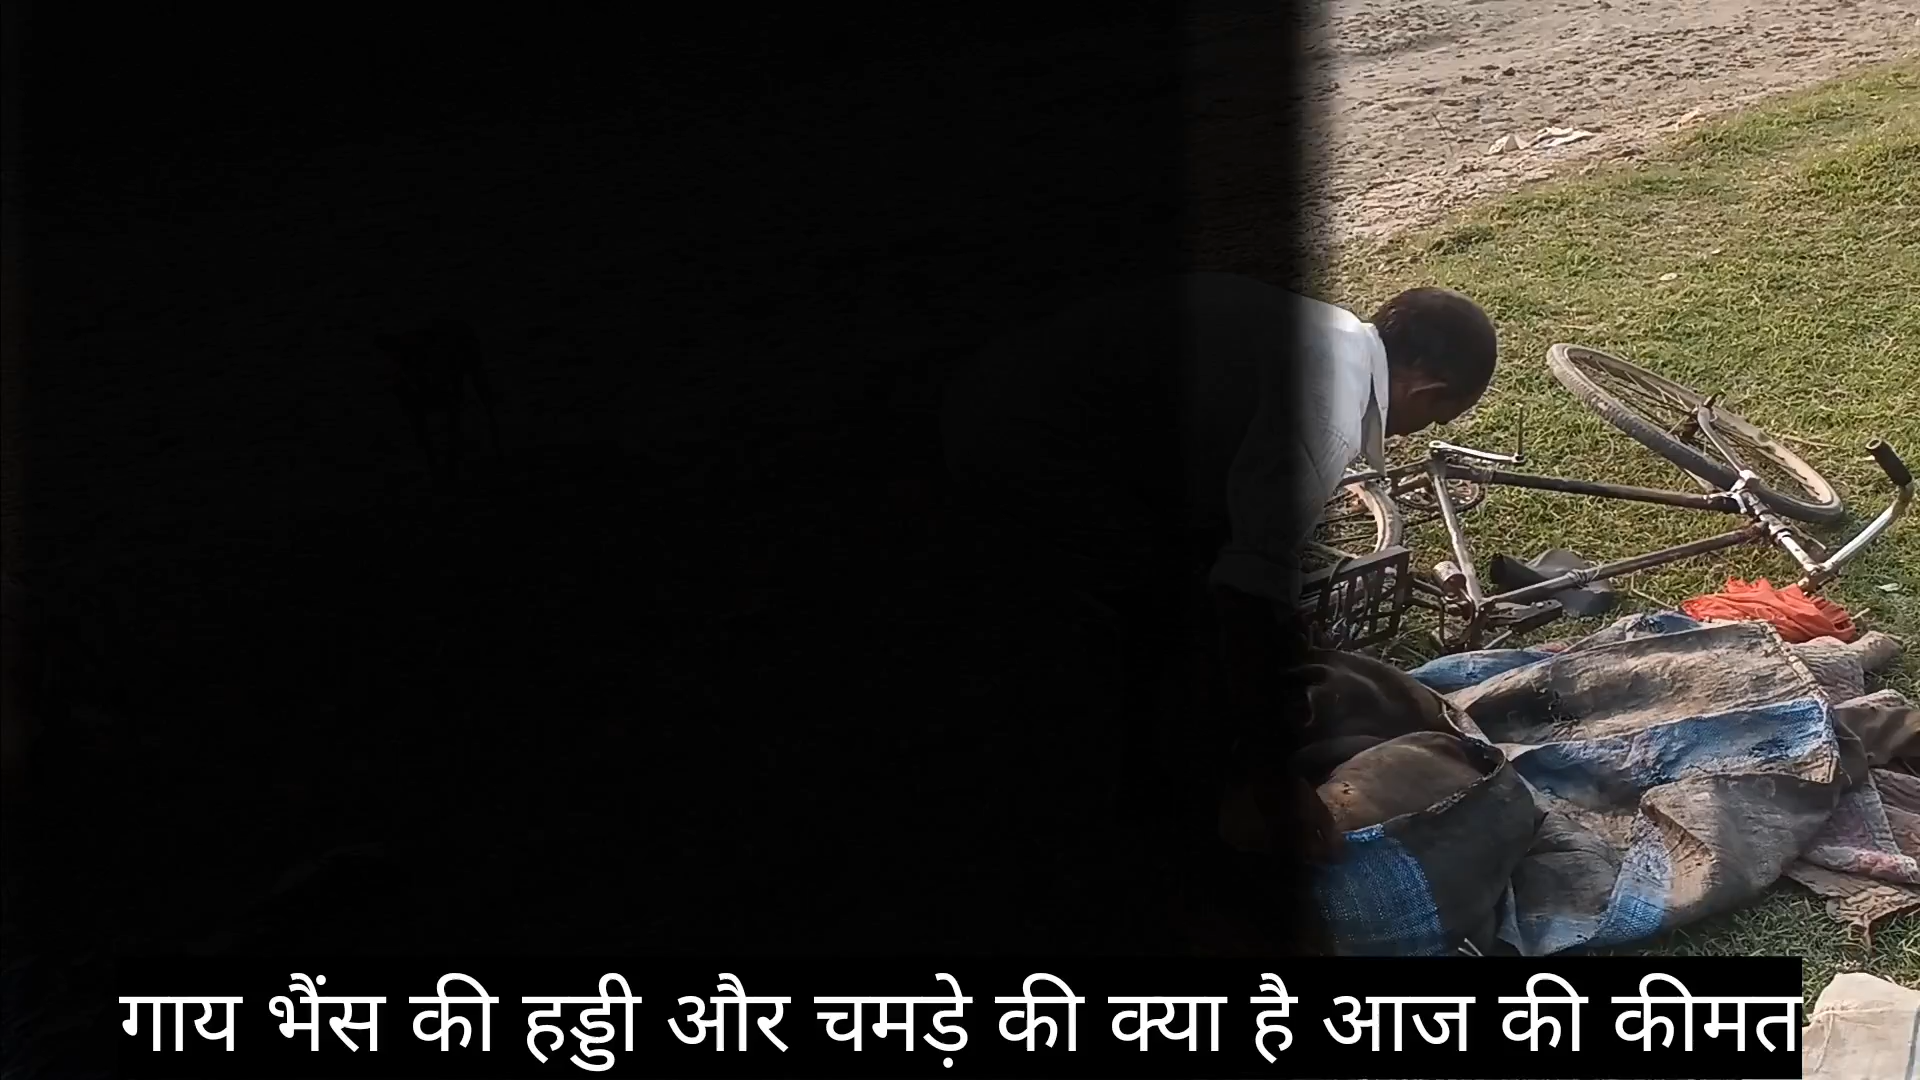 गाय भैंस की हड्डी और चमड़े की क्या है आज की कीमत